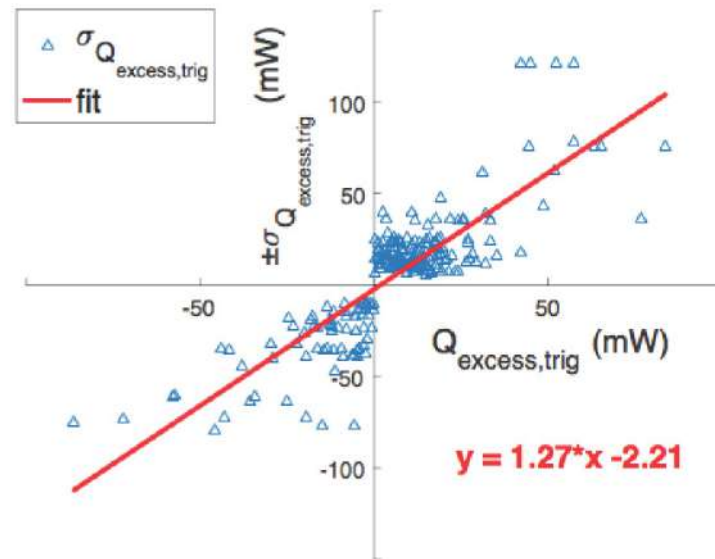 σQexcess,trig
fit
±σQexcess,trig (mW)
100
50
-50
50
Qexcess,trig (mW)
-50
-100
y = 1.27*x -2.21